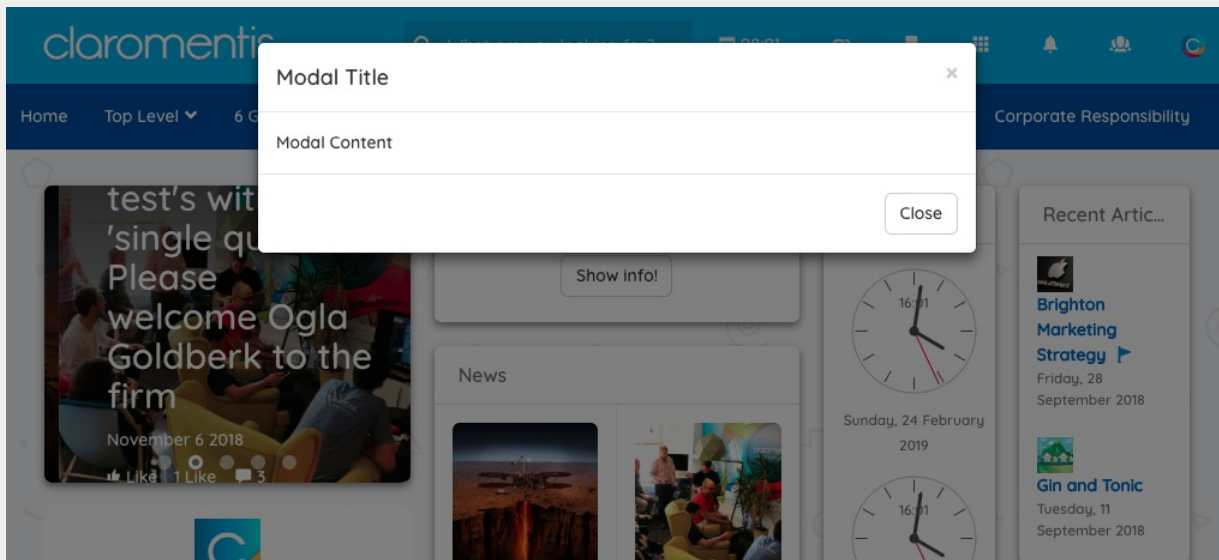 claromentis
Modal Title
×
Home
Top Level
6 G
Corporate Responsibility
Modal Content
Close
test's wit
'single qu
Please
welcome Ogla
Goldberk to the
firm
November 6 2018
Like 1 Like 3
Show info!
News
16:01
Sunday, 24 February
2019
16:01
Recent Artic...
Brighton
Marketing
Strategy
Friday, 28
September 2018
Gin and Tonic
Tuesday, 11
September 2018